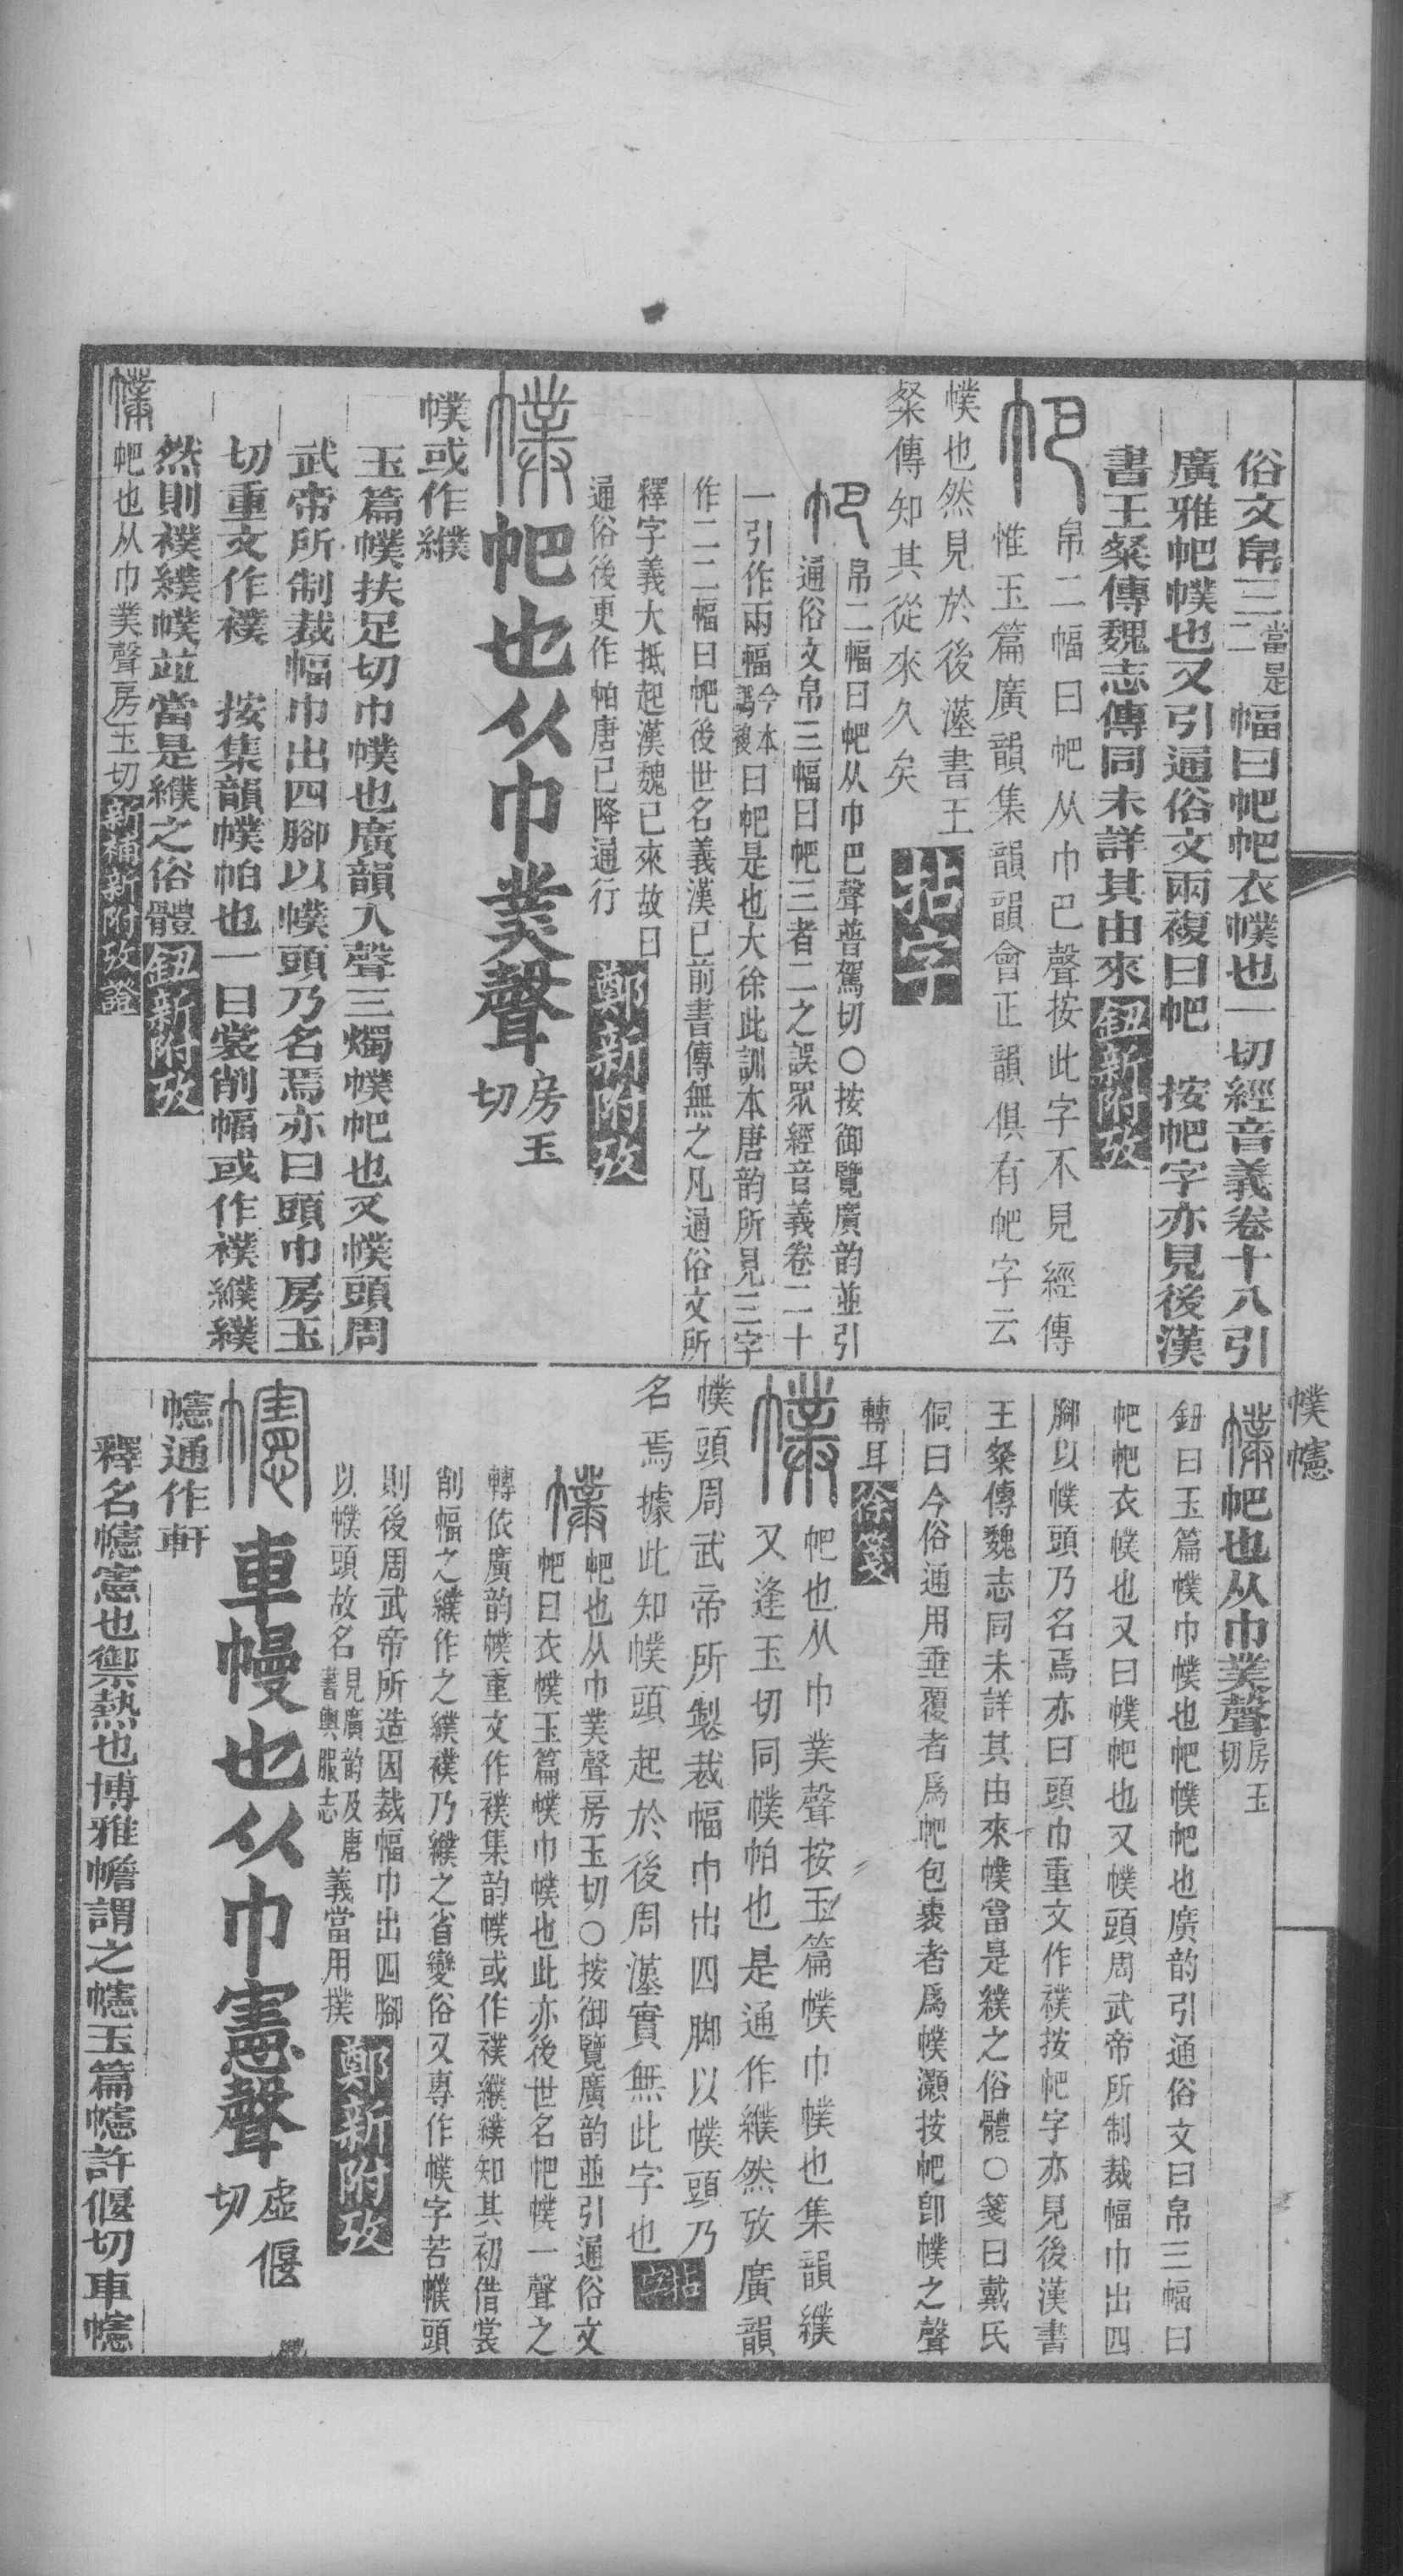 俗文帛三當是二幅曰帊帊衣幞也一切經音義卷十八引
廣雅帊幞也又引通俗文兩複曰帊　按帊字亦見後漢
書王粲傳魏志傳同未詳其由來鈕新附攷
帊帛二幅曰帊从巾巴聲按此字不見經傳
惟玉篇廣韻集韻韻會正韻俱有帊字云
幞也然見於後漢書王
粲傳知其從來久矣
拈字
帊帛二幅曰帊从巾巴聲普駕切○按御覽廣韵並引
通俗文帛三幅曰帊三者二之誤眾經音義卷二十
一引作兩幅今本譌複曰帊是也大徐此訓本唐韵所見三字
作二二幅曰帊後世名義漢已前書傳無之凡通俗文所
釋字義大抵起漢魏已來故曰
通俗後更作帕唐已降通行
鄭新附攷
幞帊也从巾菐聲房玉切
幞或作纀
玉篇幞扶足切巾幞也廣韻入聲三燭幞帊也又幞頭周
武帝所制裁幅巾出四腳以幞頭乃名焉亦曰頭巾房玉
切重文作襆　按集韻幞帕也一曰裳削幅或作襆纀纀
然則襆纀幞並當是纀之俗體鈕新附攷
幞帊也从巾菐聲房玉切新補新附攷證
幞幰
幞帊也从巾菐聲房玉切
鈕曰玉篇幞巾幞也帊幞帊也廣韵引通俗文曰帛三幅曰
帊帊衣幞也又曰幞帊也又幞頭周武帝所制裁幅巾出四
腳以幞頭乃名焉亦曰頭巾重文作襆按帊字亦見後漢書
王粲傳魏志同未詳其由來幞當是纀之俗體○箋曰戴氏
侗曰今俗通用垂覆者爲帊包裹者爲幞灝按帊卽幞之聲
轉耳徐箋
幞帊也从巾菐聲按玉篇幞巾幞也集韻纀
又逢玉切同幞帕也是通作纀然攷廣韻
幞頭周武帝所製裁幅巾出四脚以幞頭乃
名焉據此知幞頭起於後周漢實無此字也
拈字
幞帊也从巾菐聲房玉切○按御覽廣韵並引通俗文
帊曰衣幞玉篇幞巾幞也此亦後世名帊幞一聲之
轉依廣韵幞重文作襆集韵幞或作襆纀纀知其初借裳
削幅之纀作之纀襆乃纀之省變俗又專作幞字若幞頭
則後周武帝所造因裁幅巾出四腳
以幞頭故名見廣韵及唐書輿服志義當用撲
鄭新附攷
幰車幔也从巾憲聲虛偃切
幰通作軒
釋名幰憲也禦熱也博雅幨謂之幰玉篇幰許偃切車幰